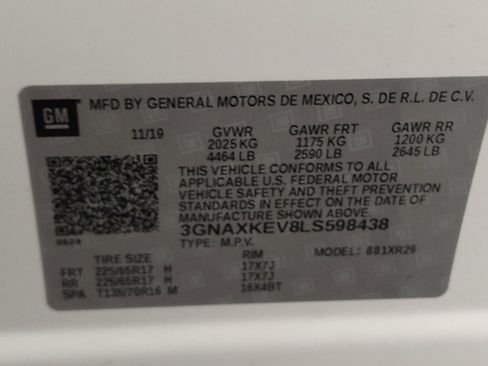 GM
MFD BY GENERAL MOTORS DE MEXICO, S. DE R.L. DE C.V.
11/19 GVWR GAWR FRT GAWR RR
2025 KG 1175 KG 1200 KG
4464 LB 2590 LB 2645 LB
THIS VEHICLE CONFORMS TO ALL
APPLICABLE U.S. FEDERAL MOTOR
VEHICLE SAFETY AND THEFT PREVENTION
STANDARDS IN EFFECT ON THE DATE OF
MANUFACTURE SHOWN ABOVE.
3GNAXKEV8LS598438
TYPE: M.P.V. MODEL: 881XR26
TIRE SIZE RIM
FRT 225/65R17 H 17X7J
RR 225/65R17 H 17X7J
SPA T135/70R16 M 16X4BT